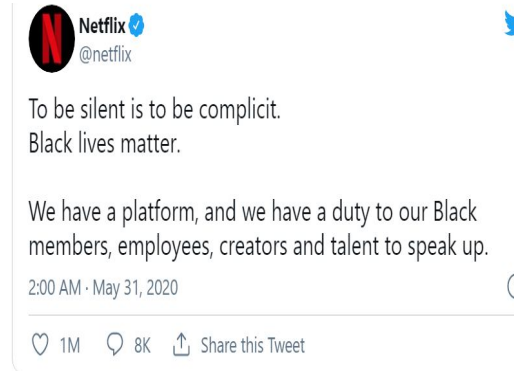 Netflix
@netflix
To be silent is to be complicit.
Black lives matter.
We have a platform, and we have a duty to our Black
members, employees, creators and talent to speak up.
2:00 AM · May 31, 2020
1M 8K Share this Tweet